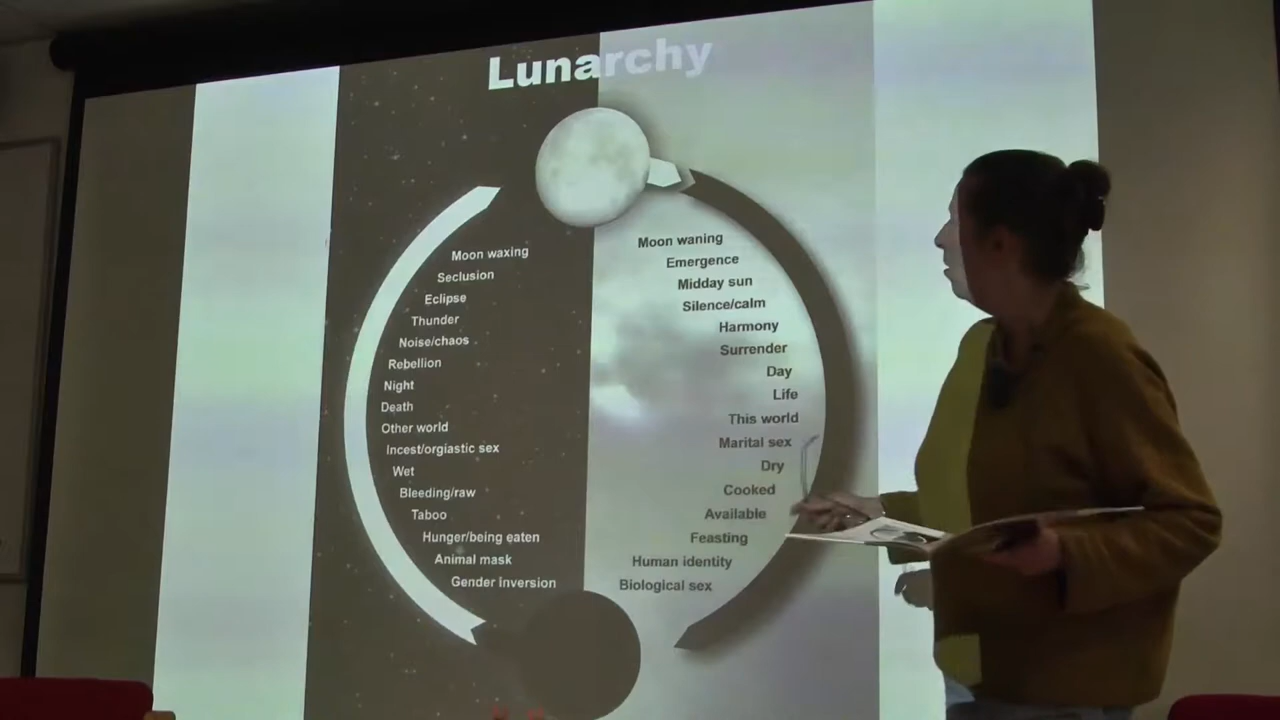 Lunarchy
Moon waxing
Seclusion
Eclipse
Thunder
Noise/chaos
Rebellion
Night
Death
Other world
Incest/orgiastic sex
Wet
Bleeding/raw
Taboo
Hunger/being eaten
Animal mask
Gender inversion
Moon waning
Emergence
Midday sun
Silence/calm
Harmony
Surrender
Day
Life
This world
Marital sex
Dry
Cooked
Available
Feasting
Human identity
Biological sex